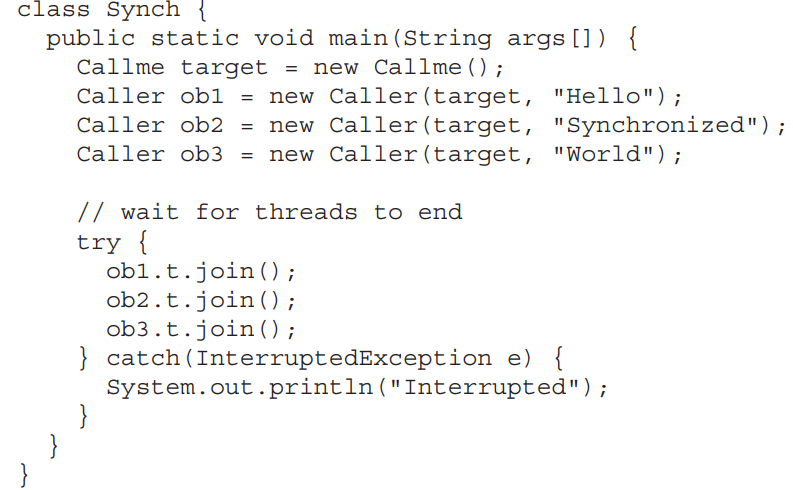 class Synch {
  public static void main(String args[]) {
    Callme target = new Callme();
    Caller ob1 = new Caller(target, "Hello");
    Caller ob2 = new Caller(target, "Synchronized");
    Caller ob3 = new Caller(target, "World");

    // wait for threads to end
    try {
      ob1.t.join();
      ob2.t.join();
      ob3.t.join();
    } catch(InterruptedException e) {
      System.out.println("Interrupted");
    }
  }
}